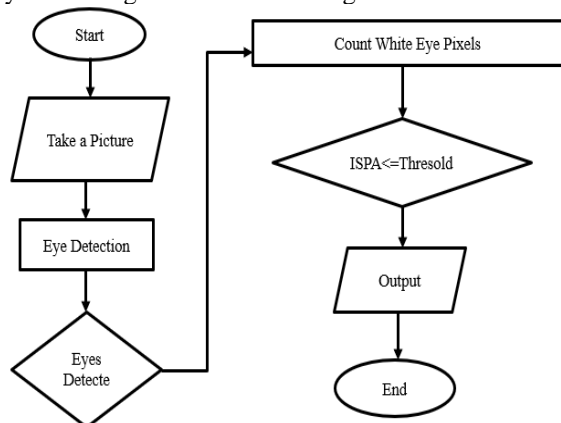 Start
Take a Picture
Eye Detection
Eyes
Detecte
Count White Eye Pixels
ISPA<=Thresold
Output
End